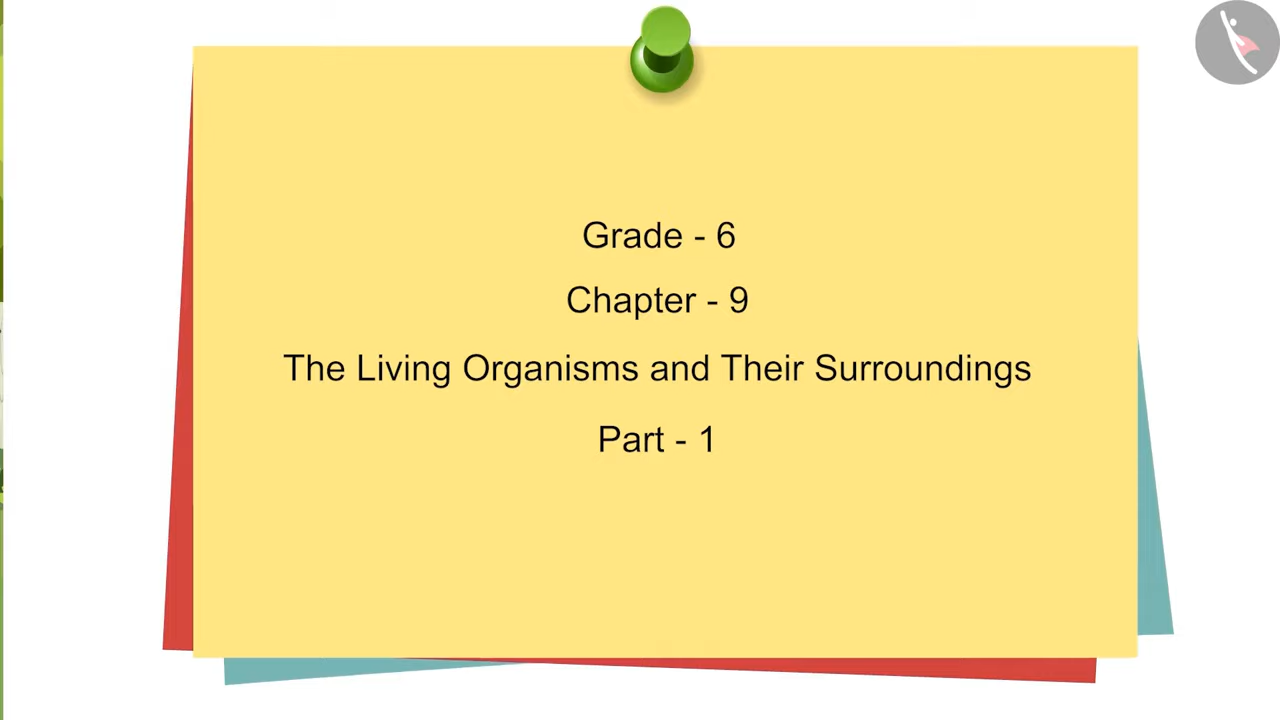 Grade - 6
Chapter - 9
The Living Organisms and Their Surroundings
Part - 1